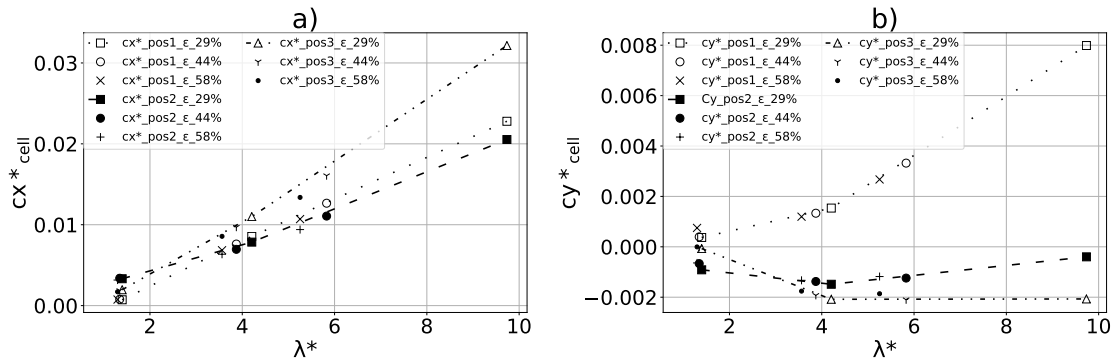 a)
cx*_pos1_ε_29%
cx*_pos1_ε_44%
cx*_pos1_ε_58%
cx*_pos2_ε_29%
cx*_pos2_ε_44%
cx*_pos2_ε_58%
cx*_pos3_ε_29%
cx*_pos3_ε_44%
cx*_pos3_ε_58%
cx*cell
0.03
0.02
0.01
0.00
2 4 6 8 10
λ*
b)
cy*_pos1_ε_29%
cy*_pos1_ε_44%
cy*_pos1_ε_58%
Cy_pos2_ε_29%
cy*_pos2_ε_44%
cy*_pos2_ε_58%
cy*_pos3_ε_29%
cy*_pos3_ε_44%
cy*_pos3_ε_58%
cy*cell
0.008
0.006
0.004
0.002
0.000
−0.002
2 4 6 8 10
λ*